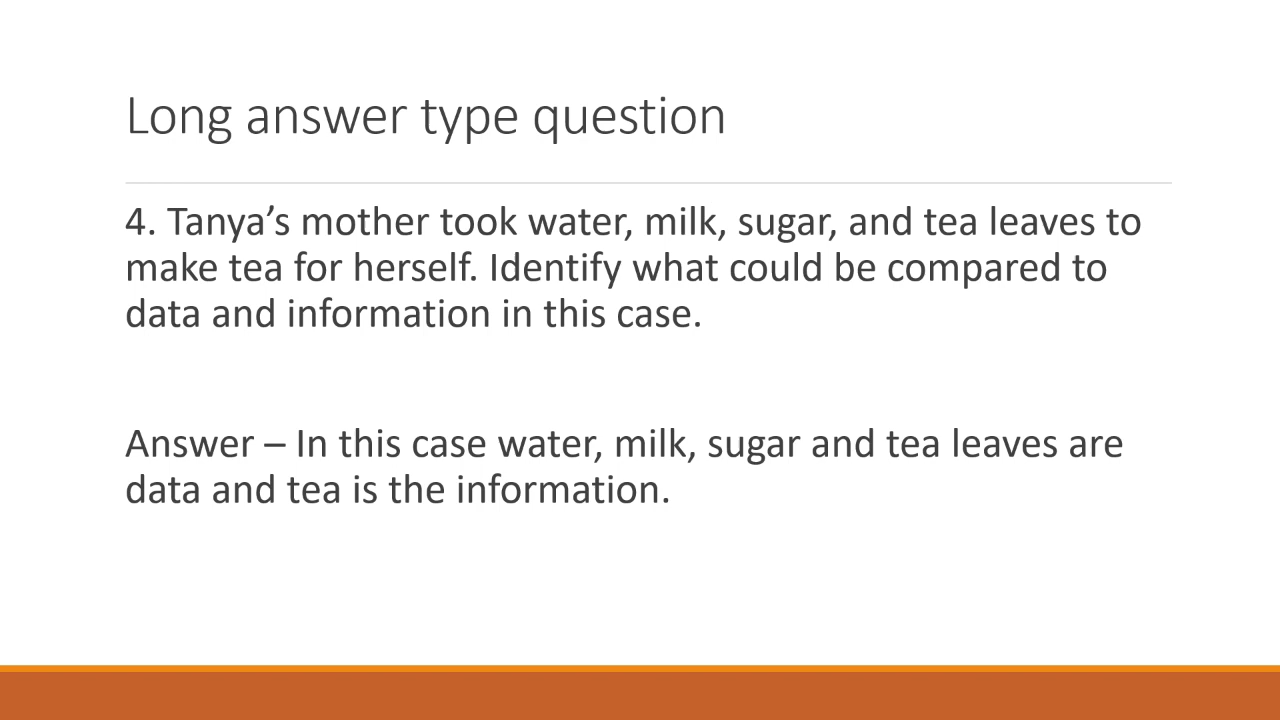 Long answer type question
4. Tanya’s mother took water, milk, sugar, and tea leaves to
make tea for herself. Identify what could be compared to
data and information in this case.
Answer – In this case water, milk, sugar and tea leaves are
data and tea is the information.